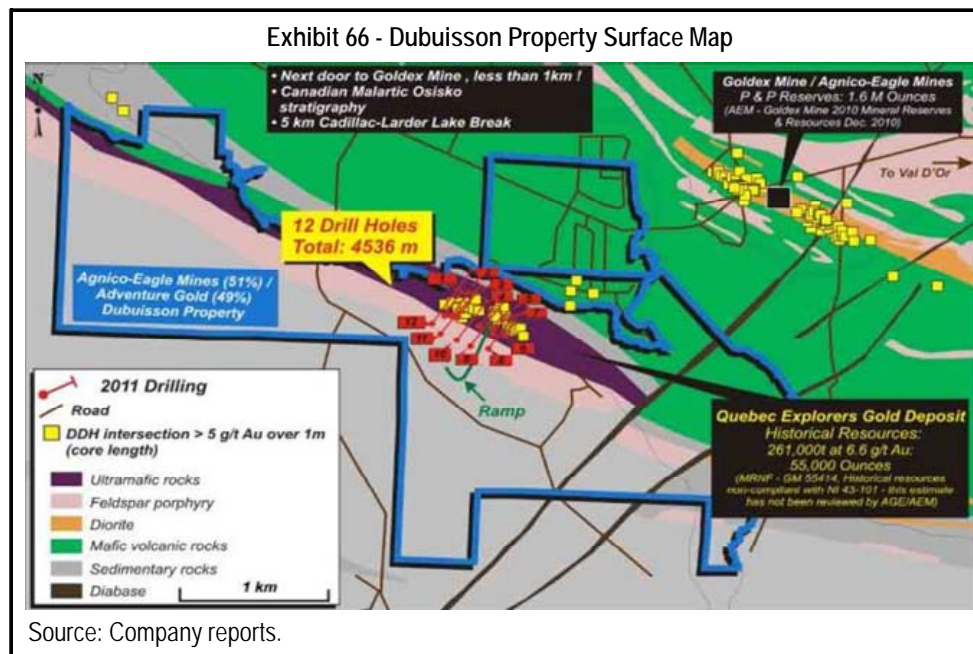 Exhibit 66 - Dubuisson Property Surface Map
N
• Next door to Goldex Mine , less than 1km !
• Canadian Malartic Osisko
stratigraphy
• 5 km Cadillac-Larder Lake Break
Goldex Mine / Agnico-Eagle Mines
P & P Reserves: 1.6 M Ounces
(AEM - Goldex Mine 2010 Mineral Reserves
& Resources Dec. 2010)
To Val D'Or
12 Drill Holes
Total: 4536 m
Agnico-Eagle Mines (51%) /
Adventure Gold (49%)
Dubuisson Property
12
11
10
Ramp
2011 Drilling
Road
DDH intersection > 5 g/t Au over 1m
(core length)
Ultramafic rocks
Feldspar porphyry
Diorite
Mafic volcanic rocks
Sedimentary rocks
Diabase
1 km
Quebec Explorers Gold Deposit
Historical Resources:
261,000t at 6.6 g/t Au:
55,000 Ounces
(MRNF - GM 55414, Historical resources
non-compliant with NI 43-101 - this estimate
has not been reviewed by AGE/AEM)
Source: Company reports.